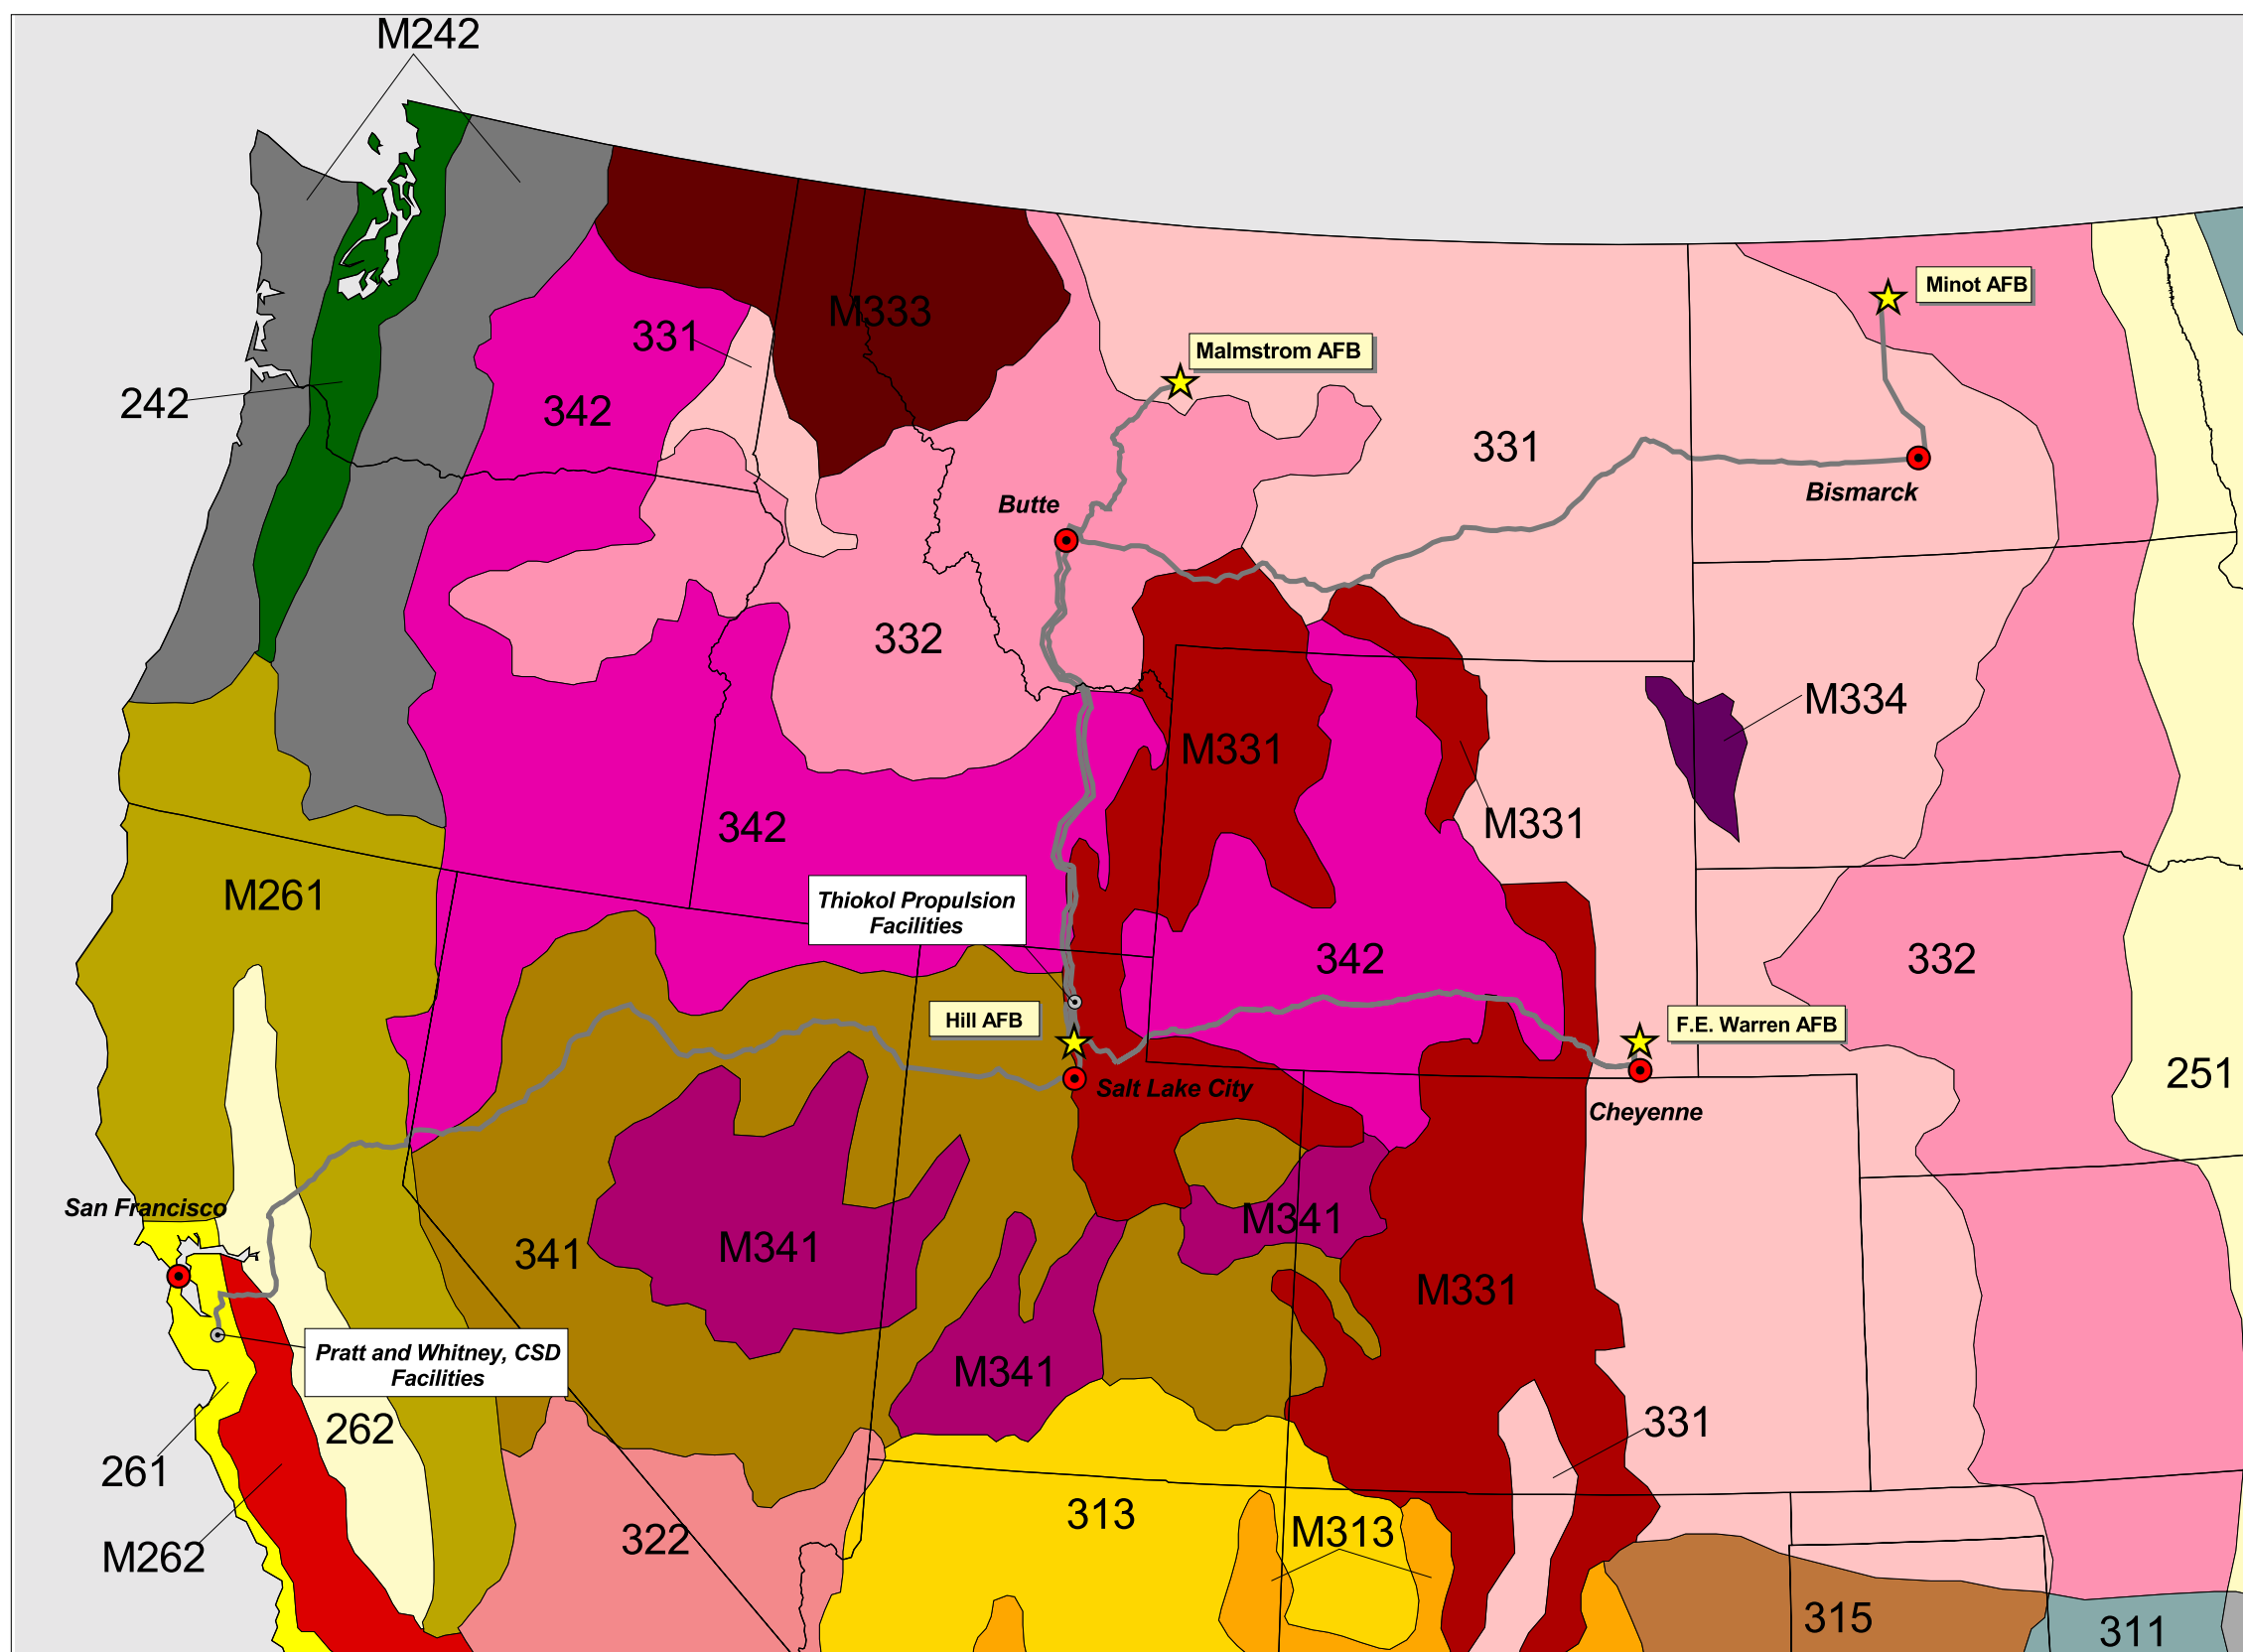 M242
Minot AFB
M333
331
Malmstrom AFB
242
342
331
Butte
Bismarck
332
M334
M331
342
M331
M261
Thiokol Propulsion
Facilities
342
332
Hill AFB
F.E. Warren AFB
251
Salt Lake City
Cheyenne
San Francisco
M341
341
M341
M331
Pratt and Whitney, CSD
Facilities
M341
262
331
261
313
M313
322
M262
315
311